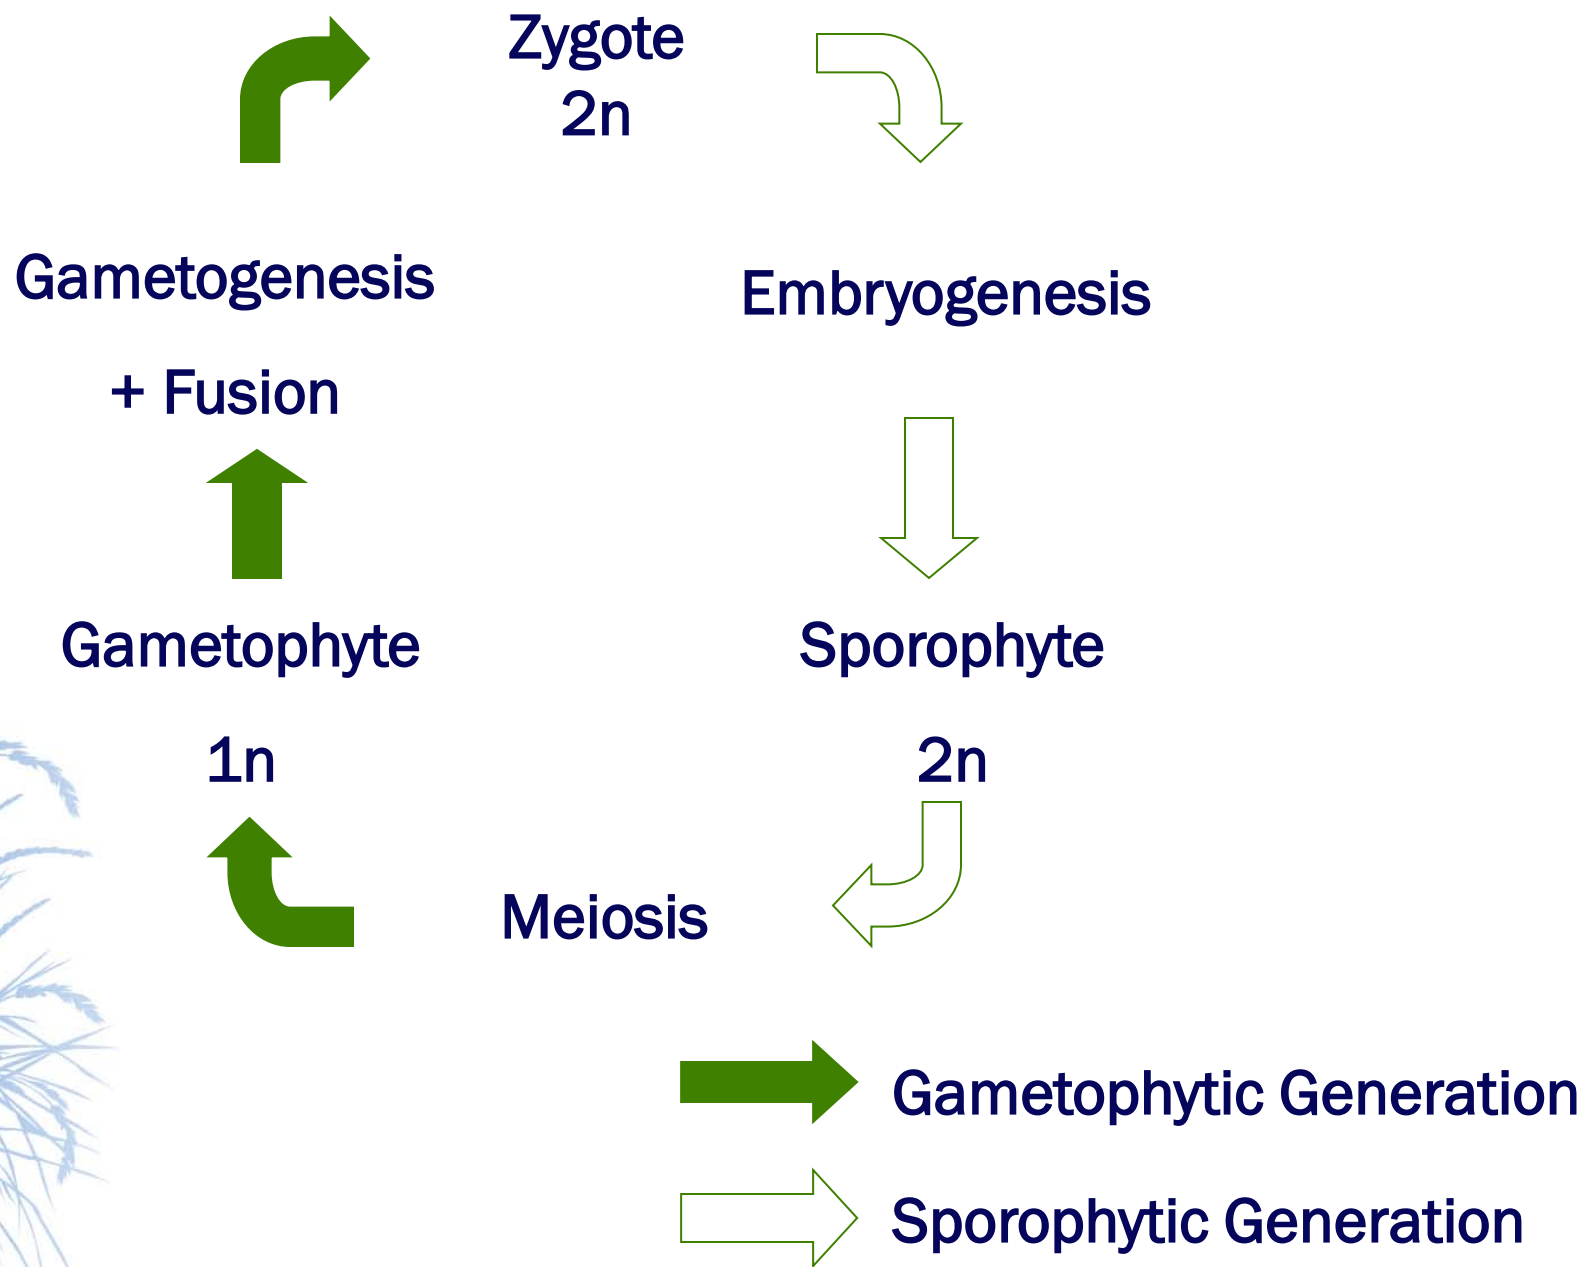 Zygote
2n
Gametogenesis
+ Fusion
Embryogenesis
Gametophyte
1n
Sporophyte
2n
Meiosis
Gametophytic Generation
Sporophytic Generation